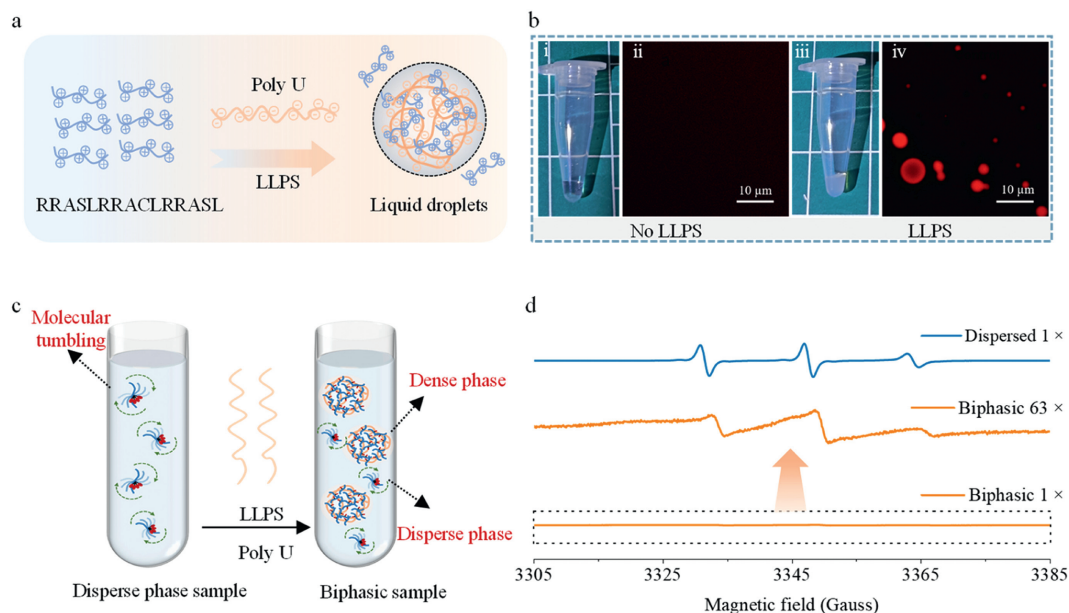 a
Poly U
LLPS
RRASLRRACLRRASL
Liquid droplets
b
i
ii
iii
iv
10 μm
10 μm
No LLPS
LLPS
c
Molecular
tumbling
Dense phase
LLPS
Poly U
Disperse phase
Disperse phase sample
Biphasic sample
d
Dispersed 1 ×
Biphasic 63 ×
Biphasic 1 ×
3305
3325
3345
3365
3385
Magnetic field (Gauss)